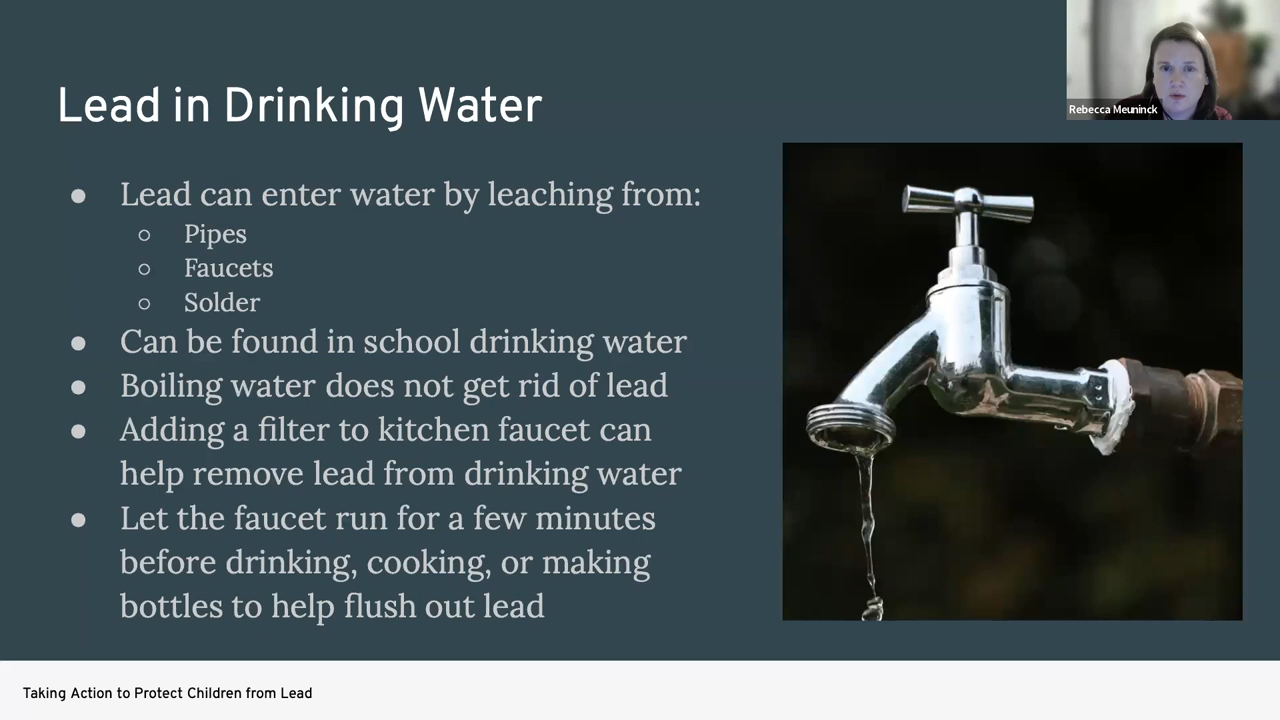 Lead in Drinking Water
Rebecca Meuninck
● Lead can enter water by leaching from:
○ Pipes
○ Faucets
○ Solder
● Can be found in school drinking water
● Boiling water does not get rid of lead
● Adding a filter to kitchen faucet can
help remove lead from drinking water
● Let the faucet run for a few minutes
before drinking, cooking, or making
bottles to help flush out lead
Taking Action to Protect Children from Lead